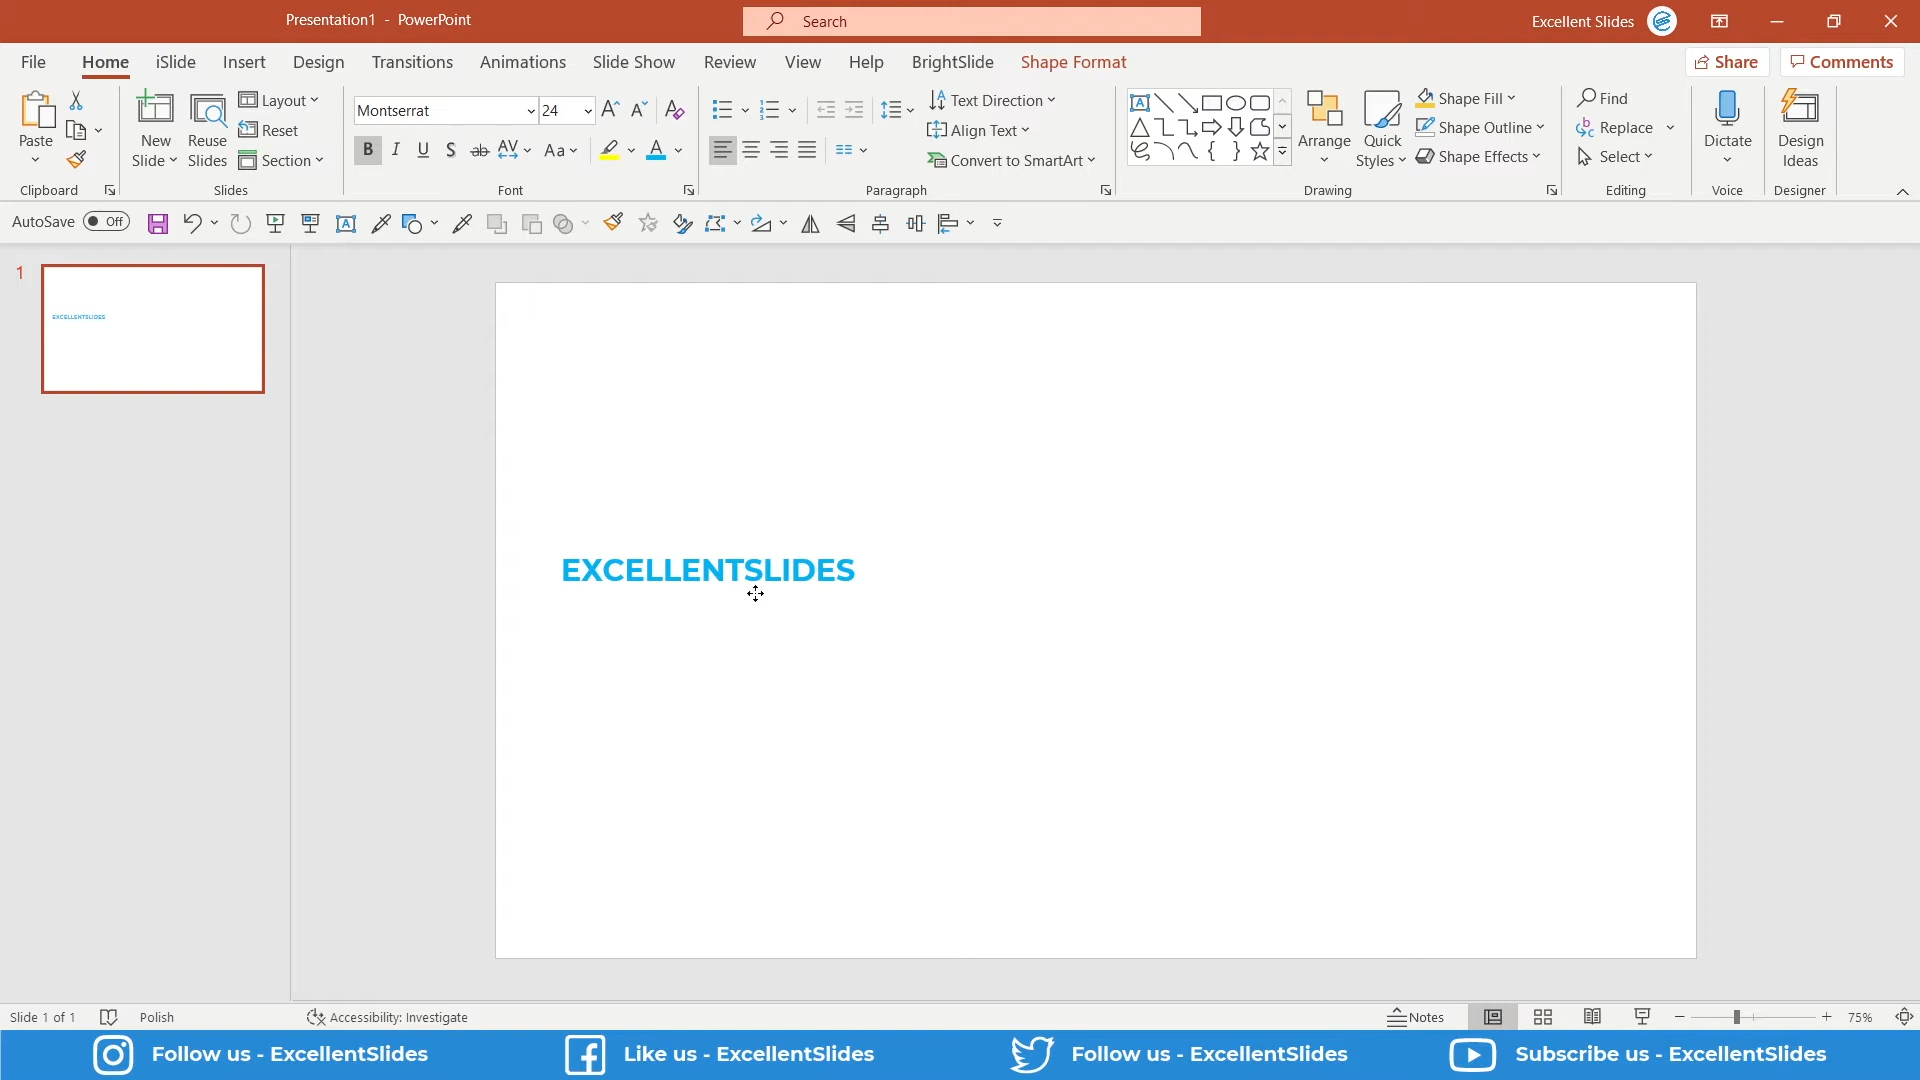 Presentation1 - PowerPoint
Search
Excellent Slides
File Home iSlide Insert Design Transitions Animations Slide Show Review View Help BrightSlide Shape Format
Share Comments
Paste
New Slide
Reuse Slides
Layout
Reset
Section
Montserrat 24
B I U S ab AV Aa A
Text Direction
Align Text
Convert to SmartArt
Arrange
Quick Styles
Shape Fill
Shape Outline
Shape Effects
Find
Replace
Select
Dictate
Design Ideas
Clipboard Slides Font Paragraph Drawing Editing Voice Designer
AutoSave Off
1
EXCELLENTSLIDES
EXCELLENTSLIDES
Slide 1 of 1 Polish Accessibility: Investigate Notes 75%
Follow us - ExcellentSlides Like us - ExcellentSlides Follow us - ExcellentSlides Subscribe us - ExcellentSlides